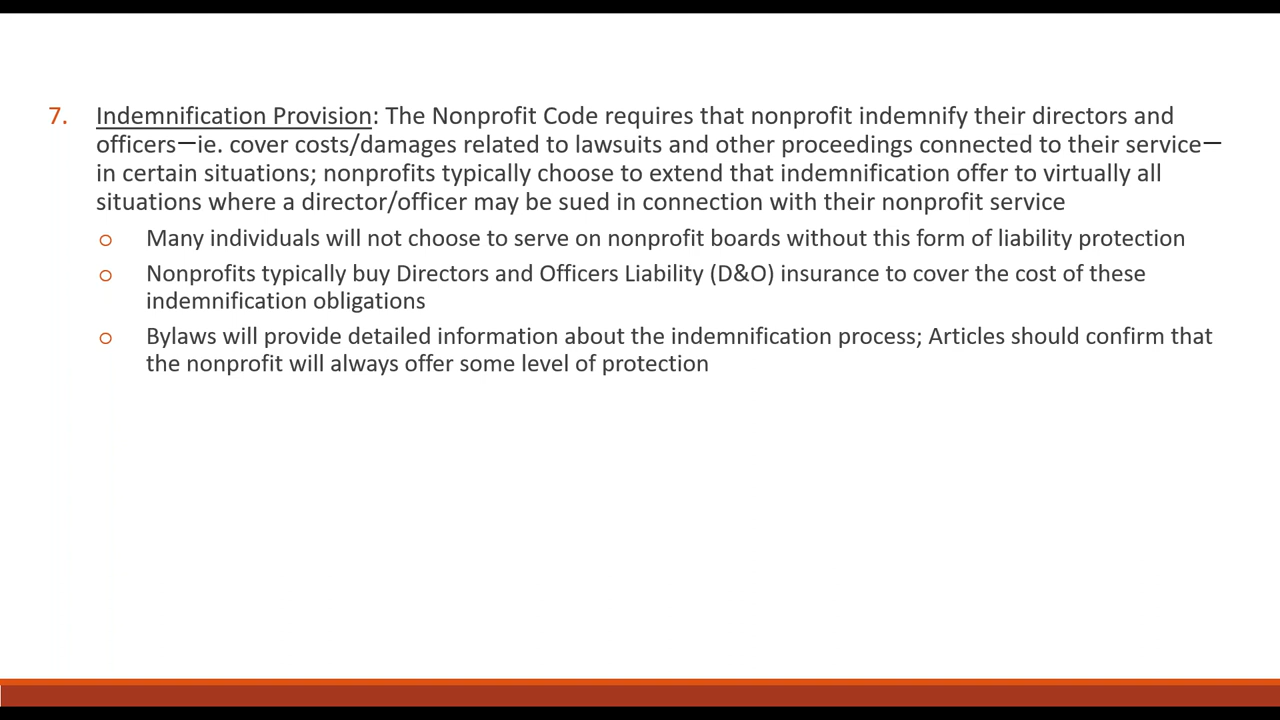 7. Indemnification Provision: The Nonprofit Code requires that nonprofit indemnify their directors and
officers—ie. cover costs/damages related to lawsuits and other proceedings connected to their service—
in certain situations; nonprofits typically choose to extend that indemnification offer to virtually all
situations where a director/officer may be sued in connection with their nonprofit service
o Many individuals will not choose to serve on nonprofit boards without this form of liability protection
o Nonprofits typically buy Directors and Officers Liability (D&O) insurance to cover the cost of these
indemnification obligations
o Bylaws will provide detailed information about the indemnification process; Articles should confirm that
the nonprofit will always offer some level of protection